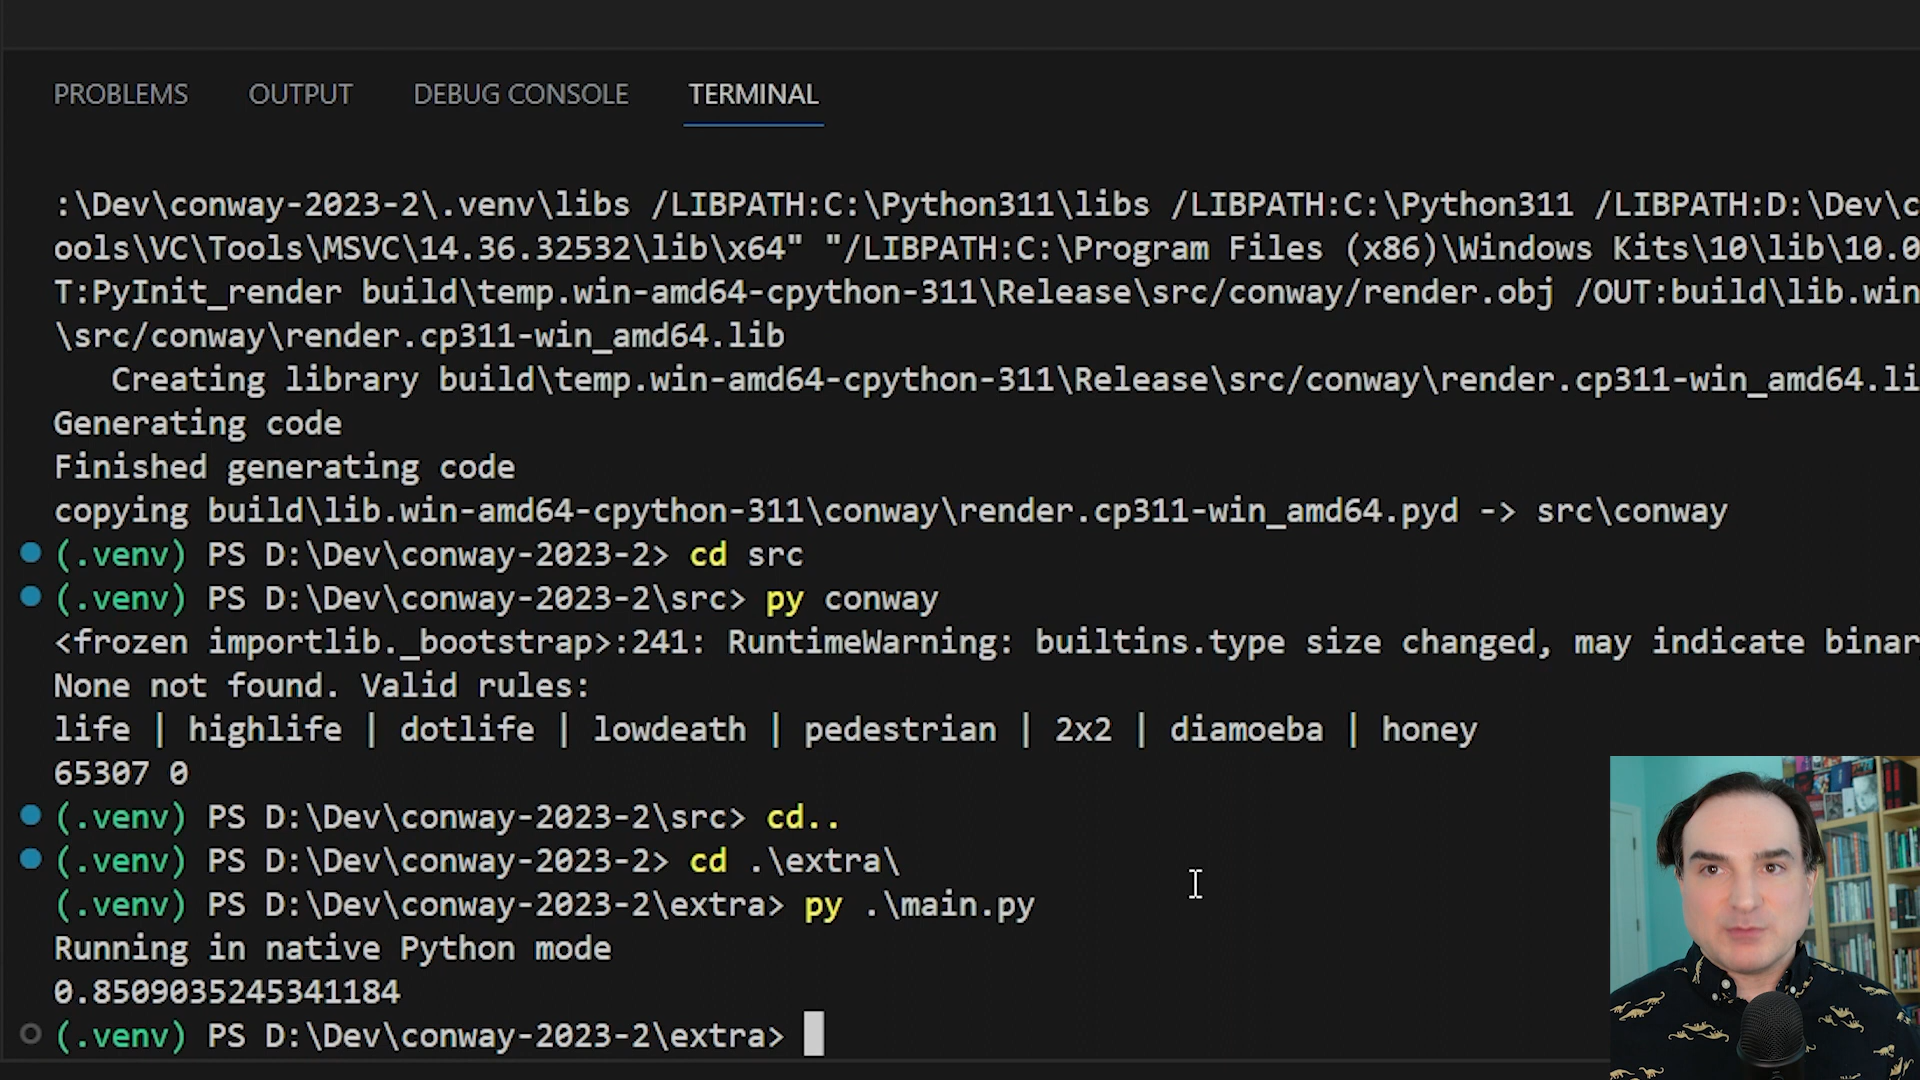 PROBLEMS OUTPUT DEBUG CONSOLE TERMINAL
:\Dev\conway-2023-2\.venv\libs /LIBPATH:C:\Python311\libs /LIBPATH:C:\Python311 /LIBPATH:D:\Dev\c
ools\VC\Tools\MSVC\14.36.32532\lib\x64" "/LIBPATH:C:\Program Files (x86)\Windows Kits\10\lib\10.0
T:PyInit_render build\temp.win-amd64-cpython-311\Release\src/conway/render.obj /OUT:build\lib.win
\src/conway\render.cp311-win_amd64.lib
   Creating library build\temp.win-amd64-cpython-311\Release\src/conway\render.cp311-win_amd64.li
Generating code
Finished generating code
copying build\lib.win-amd64-cpython-311\conway\render.cp311-win_amd64.pyd -> src\conway
(.venv) PS D:\Dev\conway-2023-2> cd src
(.venv) PS D:\Dev\conway-2023-2\src> py conway
<frozen importlib._bootstrap>:241: RuntimeWarning: builtins.type size changed, may indicate binar
None not found. Valid rules:
life | highlife | dotlife | lowdeath | pedestrian | 2x2 | diamoeba | honey
65307 0
(.venv) PS D:\Dev\conway-2023-2\src> cd..
(.venv) PS D:\Dev\conway-2023-2> cd .\extra\
(.venv) PS D:\Dev\conway-2023-2\extra> py .\main.py
Running in native Python mode
0.8509035245341184
(.venv) PS D:\Dev\conway-2023-2\extra>